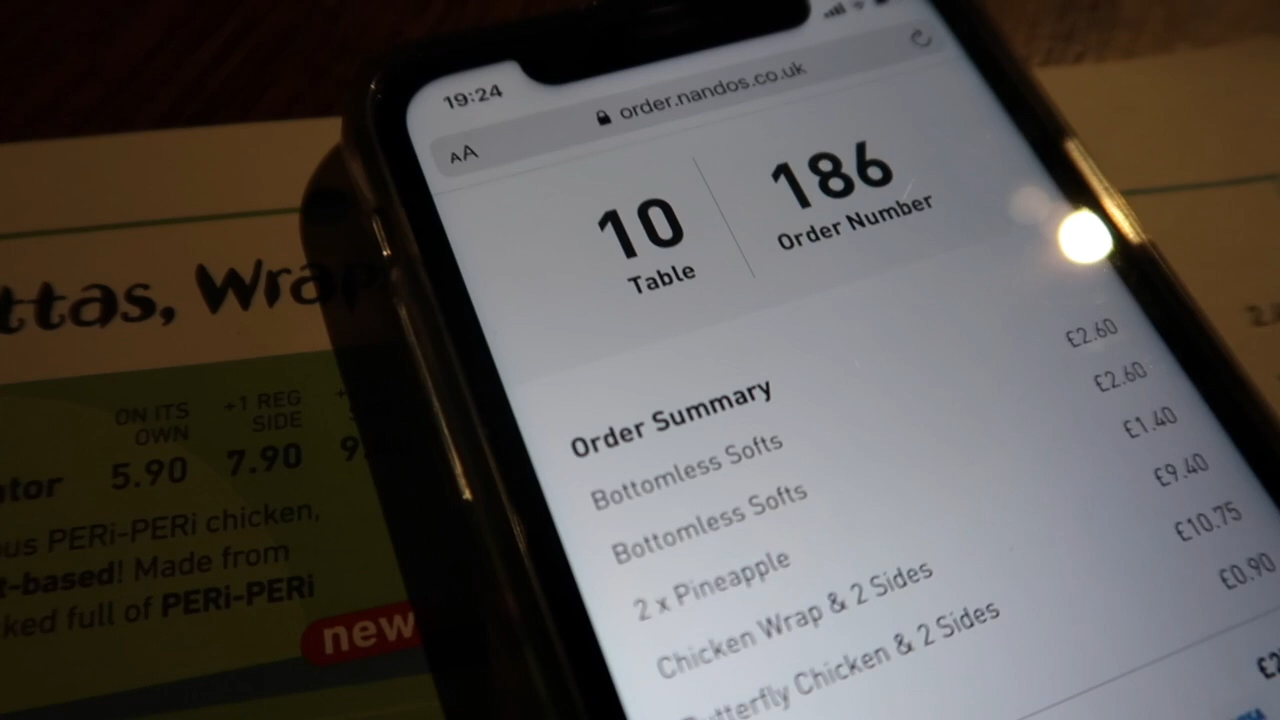 19:24
AA order.nandos.co.uk
10
Table
186
Order Number
Order Summary
Bottomless Softs £2.60
Bottomless Softs £2.60
2 x Pineapple £1.40
Chicken Wrap & 2 Sides £9.40
Butterfly Chicken & 2 Sides £10.75
£0.90
ttas, Wrap
ON ITS OWN
+1 REG SIDE
5.90 7.90
PERi-PERi chicken,
t-based! Made from
ked full of PERi-PERi
new